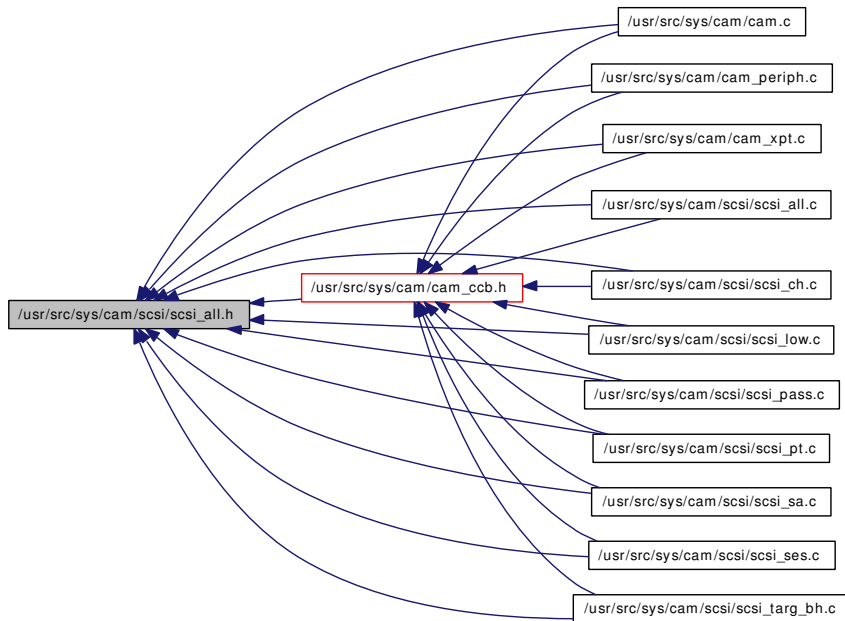 /usr/src/sys/cam/cam.c
/usr/src/sys/cam/cam_periph.c
/usr/src/sys/cam/cam_xpt.c
/usr/src/sys/cam/scsi/scsi_all.c
/usr/src/sys/cam/scsi/scsi_ch.c
/usr/src/sys/cam/cam_ccb.h
/usr/src/sys/cam/scsi/scsi_all.h
/usr/src/sys/cam/scsi/scsi_low.c
/usr/src/sys/cam/scsi/scsi_pass.c
/usr/src/sys/cam/scsi/scsi_pt.c
/usr/src/sys/cam/scsi/scsi_sa.c
/usr/src/sys/cam/scsi/scsi_ses.c
/usr/src/sys/cam/scsi/scsi_targ_bh.c